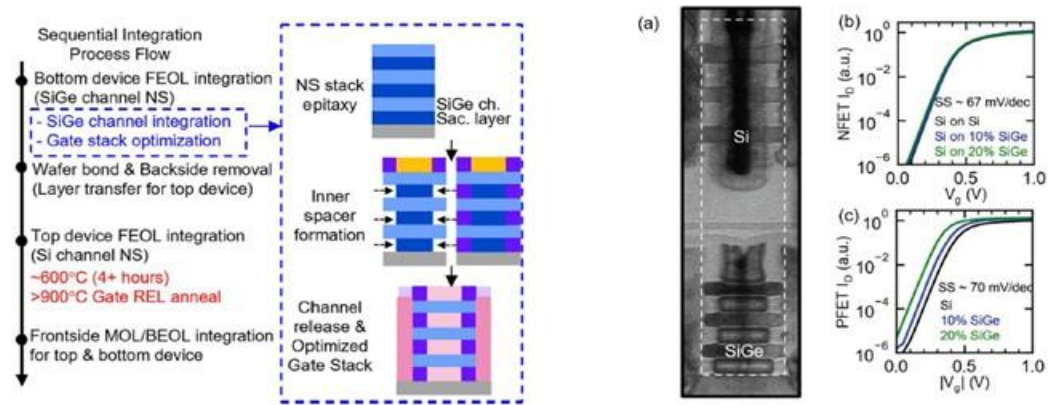 Sequential Integration
Process Flow
Bottom device FEOL integration
(SiGe channel NS)
- SiGe channel integration
- Gate stack optimization
Wafer bond & Backside removal
(Layer transfer for top device)
Top device FEOL integration
(Si channel NS)
~600°C (4+ hours)
>900°C Gate REL anneal
Frontside MOL/BEOL integration
for top & bottom device
NS stack
epitaxy
SiGe ch.
Sac. layer
Inner
spacer
formation
Channel
release &
Optimized
Gate Stack
(a)
Si
SiGe
(b)
NFET I_D (a.u.)
10^0
10^-2
10^-4
10^-6
SS ~ 67 mV/dec
Si on Si
Si on 10% SiGe
Si on 20% SiGe
0.0 0.5 1.0
V_g (V)
(c)
PFET I_D (a.u.)
10^0
10^-2
10^-4
10^-6
SS ~ 70 mV/dec
Si
10% SiGe
20% SiGe
0.0 0.5 1.0
|V_g| (V)